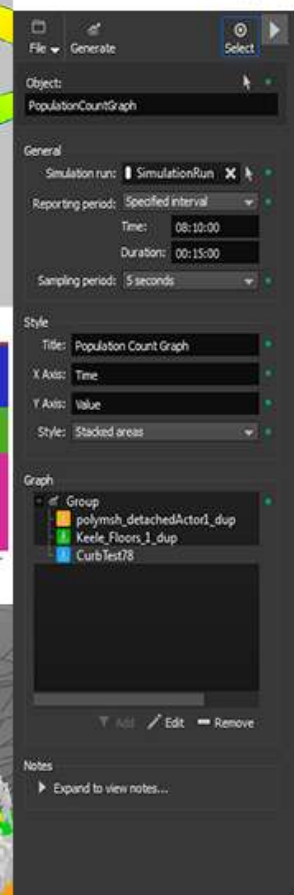 File Generate Select
Object:
PopulationCountGraph
General
Simulation run: SimulationRun
Reporting period: Specified interval
Time: 08:10:00
Duration: 00:15:00
Sampling period: 5 seconds
Style
Title: Population Count Graph
X Axis: Time
Y Axis: Value
Style: Stacked areas
Graph
Group
polymsh_detachedActor1_dup
Keele_Floors_1_dup
CurbTest78
Add Edit Remove
Notes
Expand to view notes...